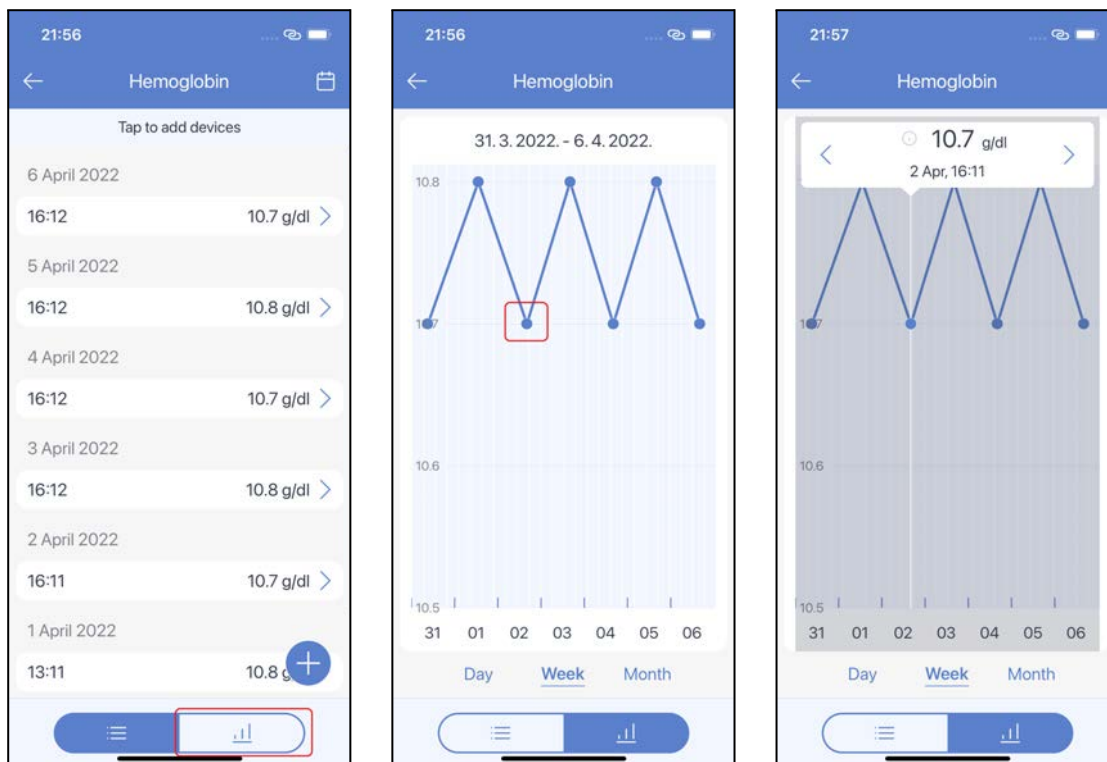 21:56
Hemoglobin
Tap to add devices
6 April 2022
16:12 10.7 g/dl
5 April 2022
16:12 10.8 g/dl
4 April 2022
16:12 10.7 g/dl
3 April 2022
16:12 10.8 g/dl
2 April 2022
16:11 10.7 g/dl
1 April 2022
13:11 10.8
21:56
Hemoglobin
31. 3. 2022. - 6. 4. 2022.
10.8
10.6
10.5
31 01 02 03 04 05 06
Day Week Month
21:57
Hemoglobin
10.7 g/dl
2 Apr, 16:11
10.6
10.5
31 01 02 03 04 05 06
Day Week Month